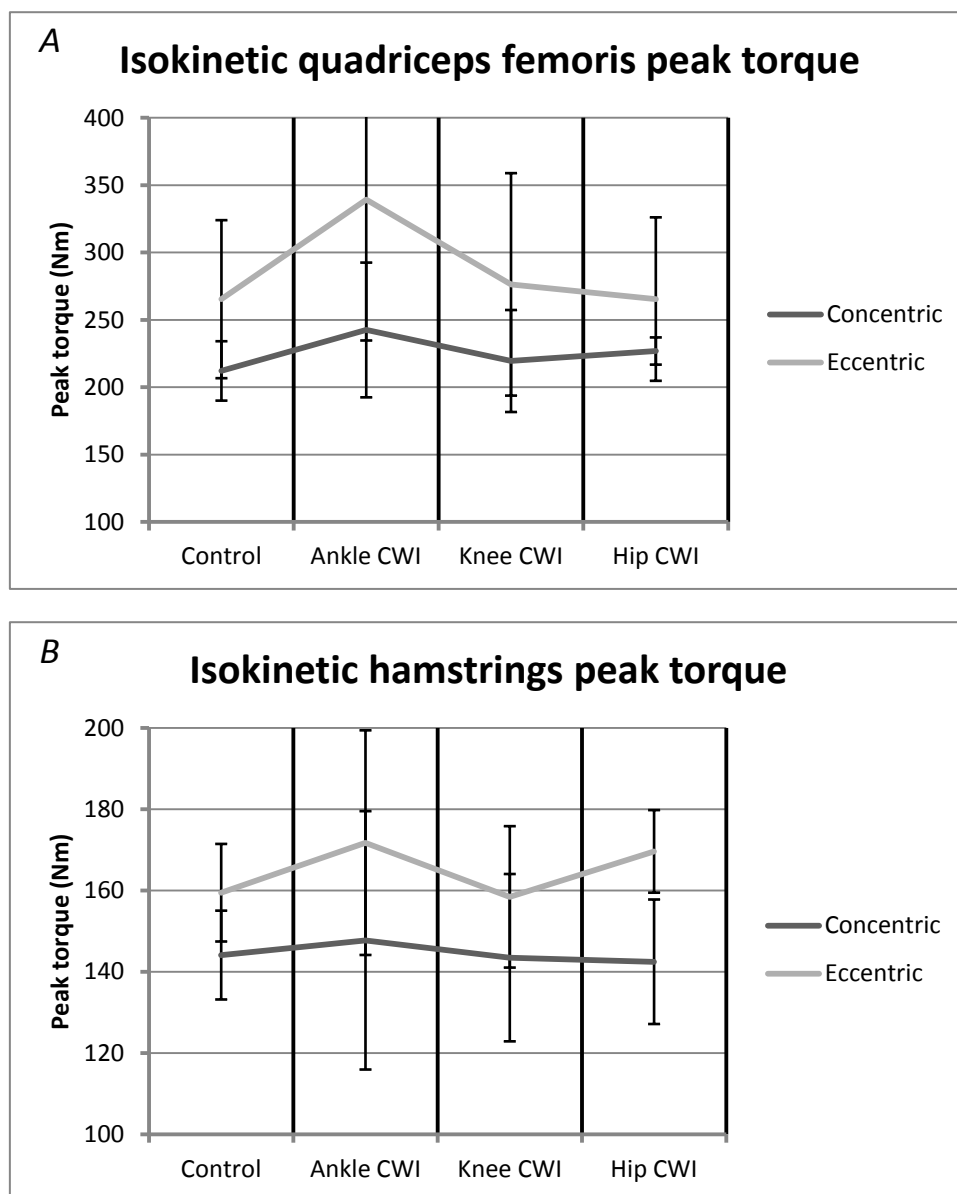 A
Isokinetic quadriceps femoris peak torque
400
350
300
250
200
150
100
Peak torque (Nm)
Control Ankle CWI Knee CWI Hip CWI
Concentric
Eccentric
B
Isokinetic hamstrings peak torque
200
180
160
140
120
100
Peak torque (Nm)
Control Ankle CWI Knee CWI Hip CWI
Concentric
Eccentric